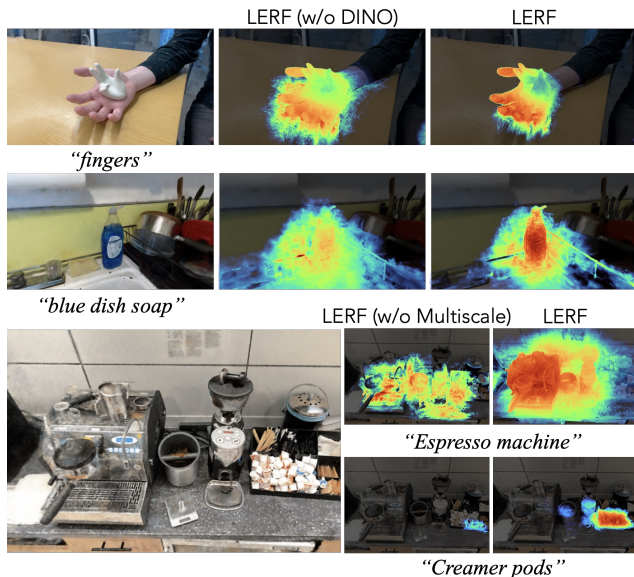 LERF (w/o DINO) LERF
“fingers”
“blue dish soap”
LERF (w/o Multiscale) LERF
“Espresso machine”
“Creamer pods”